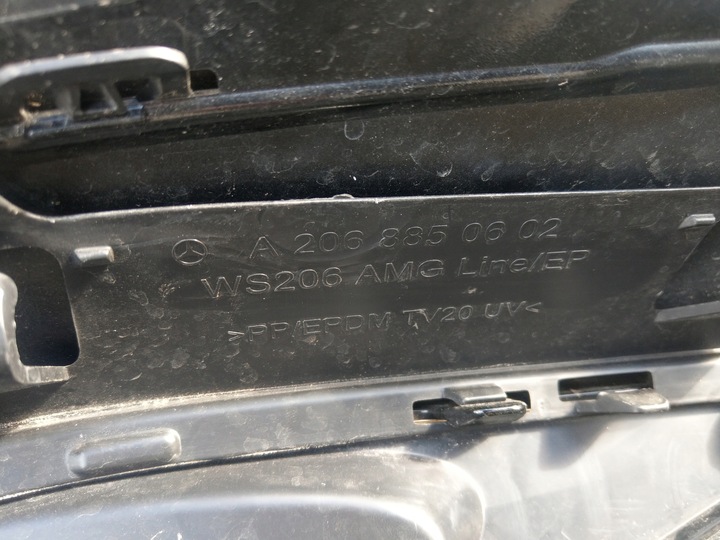 A 206 885 06 02
WS206 AMG Line/EP
>PP/EPDM TV20 UV<